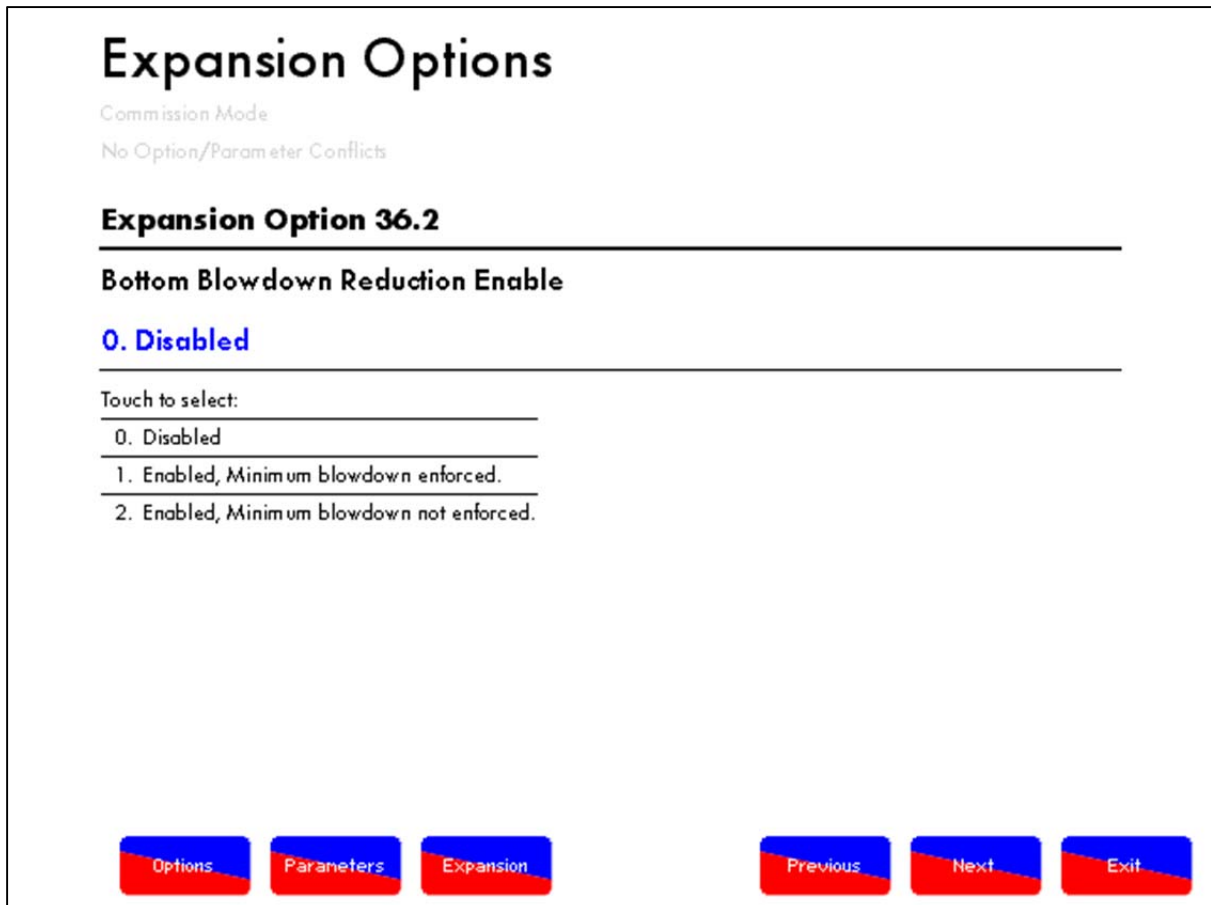 Expansion Options
Commission Mode
No Option/Parameter Conflicts
Expansion Option 36.2
Bottom Blowdown Reduction Enable
0. Disabled
Touch to select:
0. Disabled
1. Enabled, Minimum blowdown enforced.
2. Enabled, Minimum blowdown not enforced.
Options Parameters Expansion Previous Next Exit